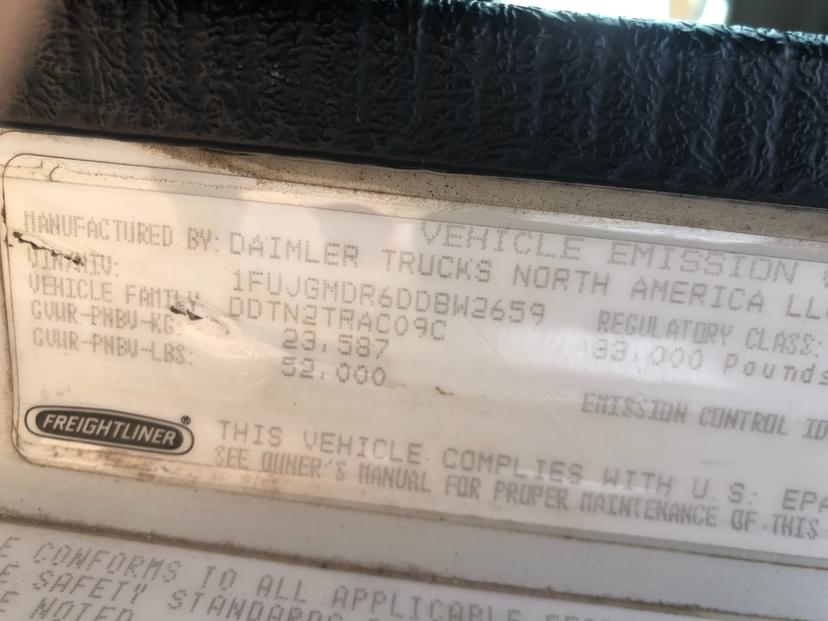 VEHICLE EMISSION
MANUFACTURED BY: DAIMLER TRUCKS NORTH AMERICA LLC
VIN/NIV: 1FUJGMDR6DDBW2659
VEHICLE FAMILY DDTN2TRAC09C REGULATORY CLASS:
GVWR-PNBV-KG: 23,587 33,000 Pounds
GVWR-PNBV-LBS: 52,000
EMISSION CONTROL ID
FREIGHTLINER®
THIS VEHICLE COMPLIES WITH U.S. EPA
SEE OWNER'S MANUAL FOR PROPER MAINTENANCE OF THIS
E CONFORMS TO ALL APPLICABLE
E SAFETY STANDARDS
E NOTED